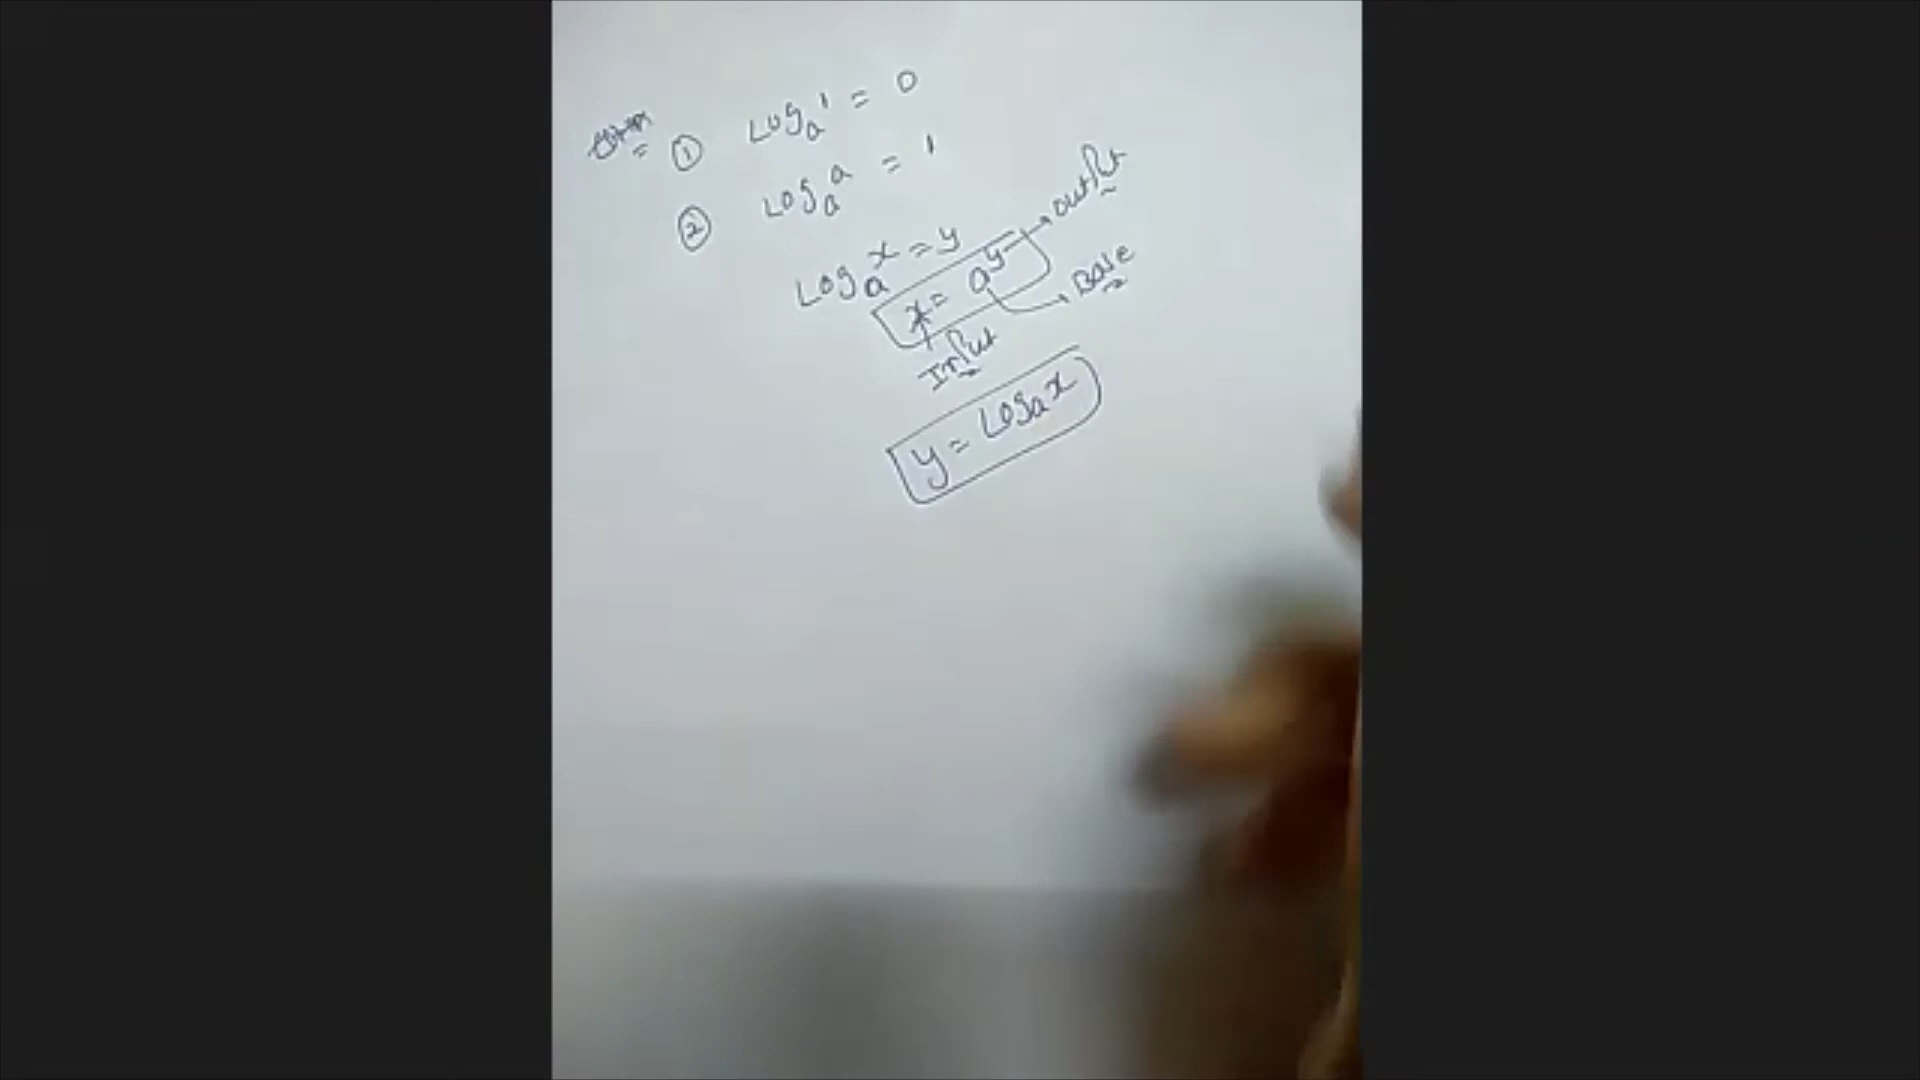 ① Log_a 1 = 0
② Log_a a = 1
Log_a x = y
x = a^y → output
→ Base
Input
y = Log_a x